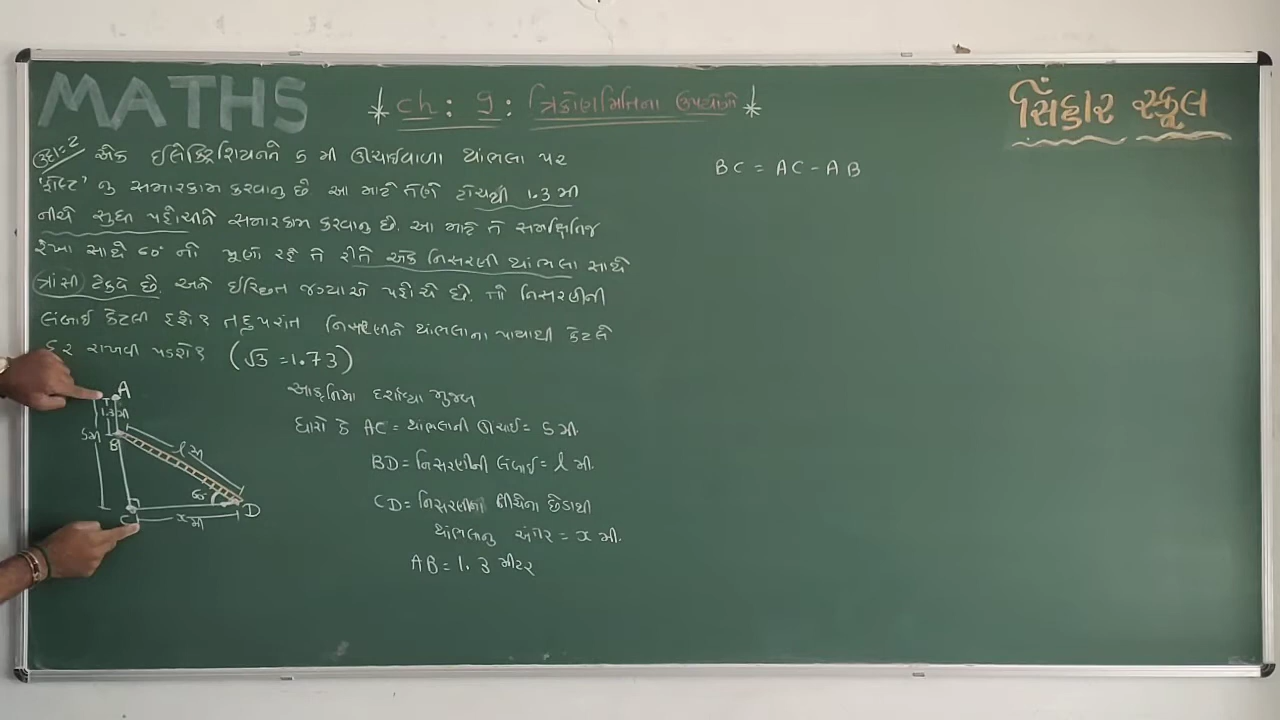 MATHS
ch : 9 : ત્રિકોણમિતિના ઉપયોગો
સિંકાર સ્કૂલ
ઉદા:2 એક ઇલેક્ટ્રિશિયનને 5 મી ઊંચાઈવાળા થાંભલા પર
નુ સમારકામ કરવાનુ છે આ માટે તેણે ટોચથી 1.3 મી
નીચે સુધી પહોંચીને સમારકામ કરવાનુ છે. આ માટે તે સમક્ષિતિજ
રેખા સાથે 60° નો ખૂણો રહે તે રીતે એક નિસરણી થાંભલા સાથે
ત્રાંસી ટેકવે છે. અને ઇચ્છિત જગ્યાએ પહોંચે છે. તો નિસરણીની
લંબાઈ કેટલી હશે? તદુપરાંત નિસરણીને થાંભલાના પાયાથી કેટલે
દૂર રાખવી પડશે? (√3 = 1.73)
BC = AC - AB
A
1.3 મી
5મી
B
l મી
60°
C
x મી
D
આકૃતિમા દર્શાવ્યા મુજબ
ધારો કે AC = થાંભલાની ઊંચાઈ = 5 મી.
BD = નિસરણીની લંબાઈ = l મી.
CD = નિસરણીના નીચેના છેડાથી
થાંભલાનુ અંતર = x મી.
AB = 1.3 મીટર